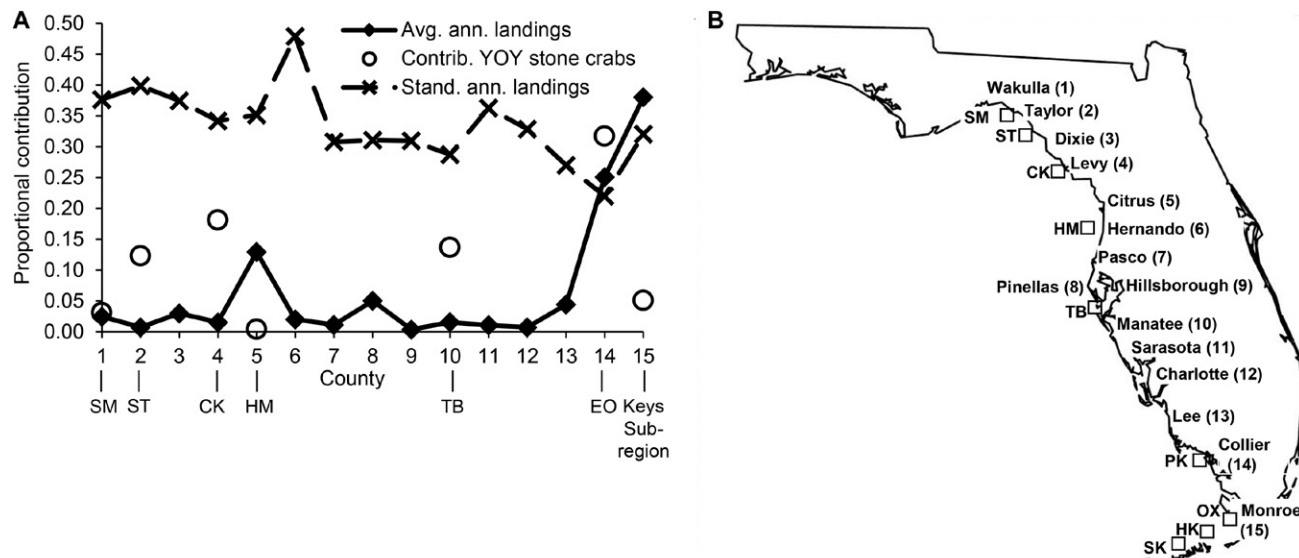 A
Avg. ann. landings
Contrib. YOY stone crabs
Stand. ann. landings
Proportional contribution
0.50
0.45
0.40
0.35
0.30
0.25
0.20
0.15
0.10
0.05
0.00
1 2 3 4 5 6 7 8 9 10 11 12 13 14 15
County
SM ST CK HM TB EO Keys
Sub-
region
B
Wakulla (1)
SM Taylor (2)
ST Dixie (3)
CK Levy (4)
Citrus (5)
HM Hernando (6)
Pasco (7)
Pinellas (8) Hillsborough (9)
TB
Manatee (10)
Sarasota (11)
Charlotte (12)
Lee (13)
Collier
PK (14)
OX Monroe
HK (15)
SK